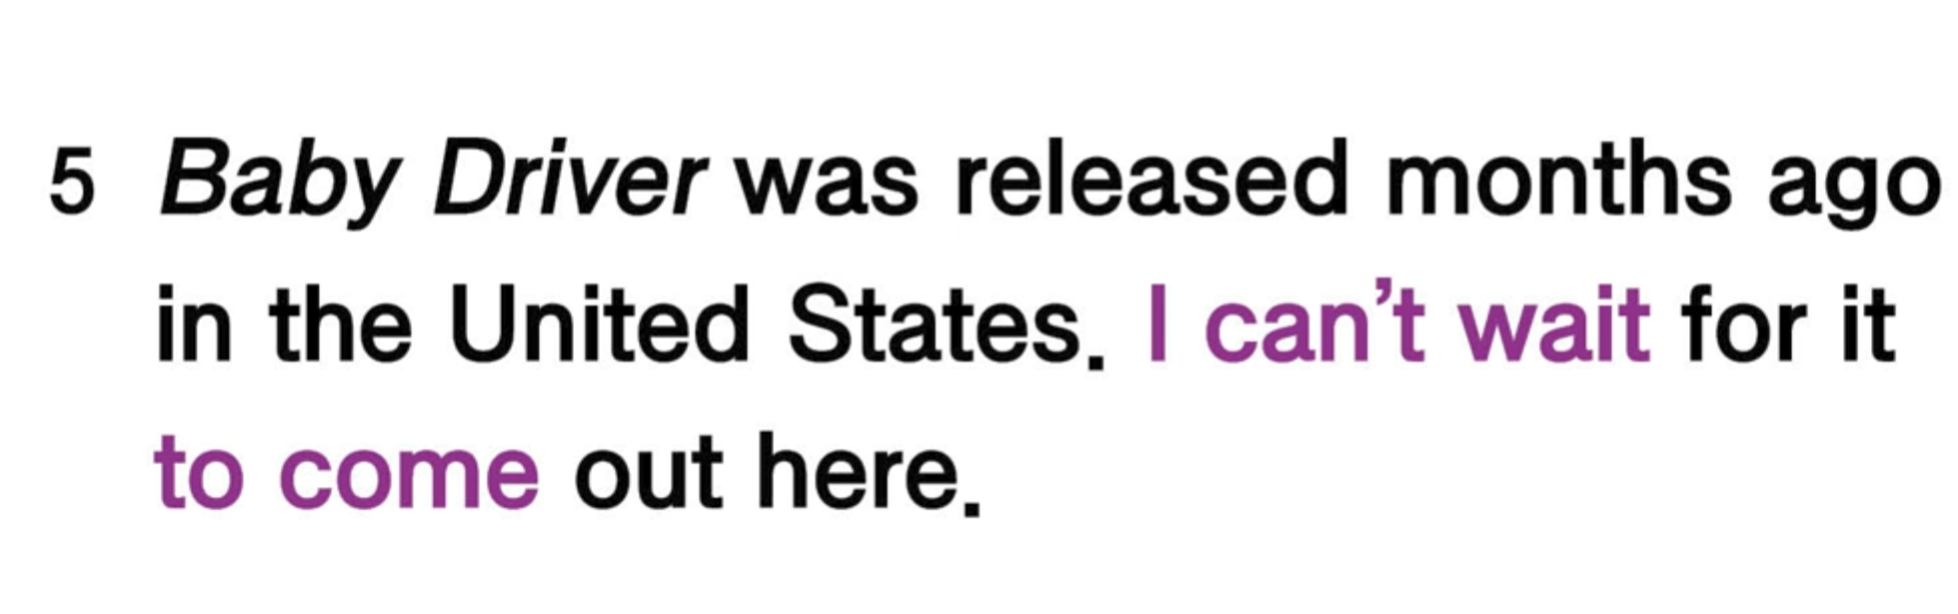 5 Baby Driver was released months ago
in the United States. I can't wait for it
to come out here.